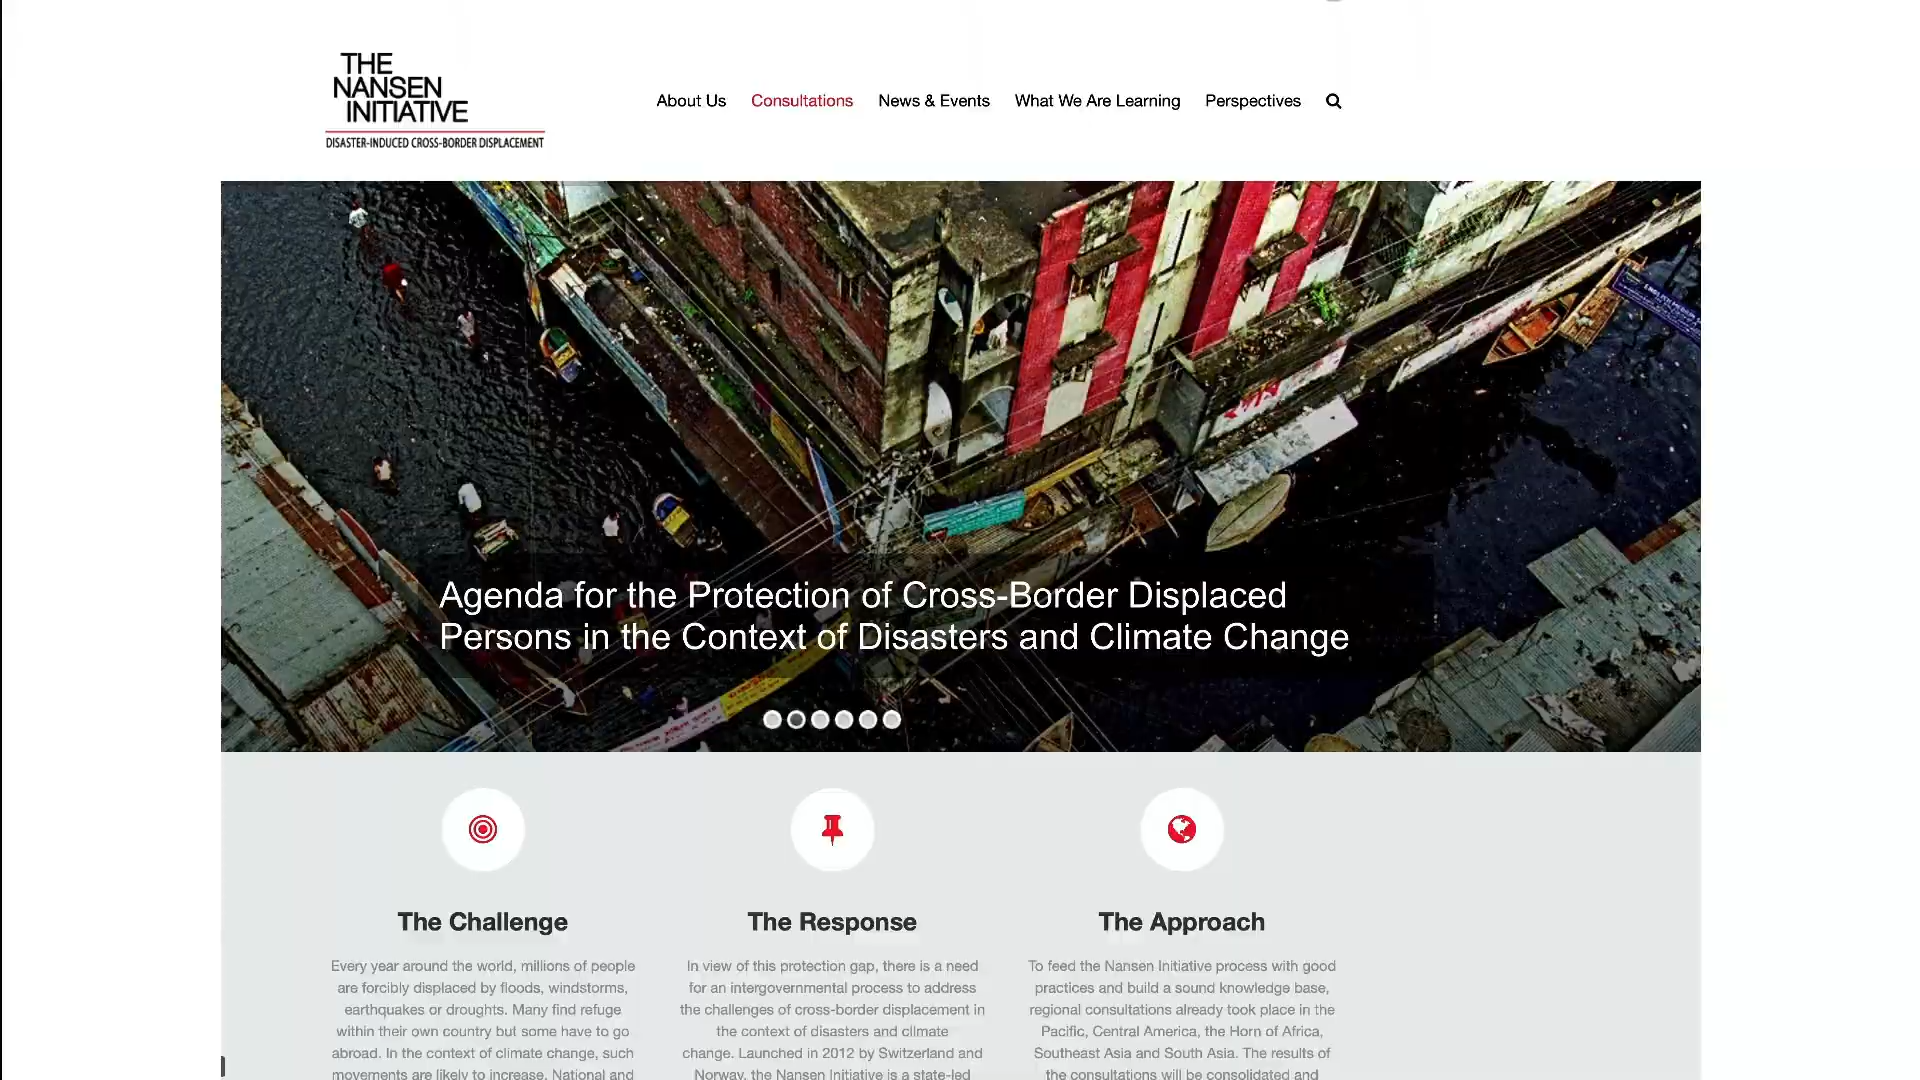 THE
NANSEN
INITIATIVE
DISASTER-INDUCED CROSS-BORDER DISPLACEMENT
About Us Consultations News & Events What We Are Learning Perspectives
Agenda for the Protection of Cross-Border Displaced
Persons in the Context of Disasters and Climate Change
The Challenge
Every year around the world, millions of people
are forcibly displaced by floods, windstorms,
earthquakes or droughts. Many find refuge
within their own country but some have to go
abroad. In the context of climate change, such
movements are likely to increase. National and
The Response
In view of this protection gap, there is a need
for an intergovernmental process to address
the challenges of cross-border displacement in
the context of disasters and climate
change. Launched in 2012 by Switzerland and
Norway, the Nansen Initiative is a state-led
The Approach
To feed the Nansen Initiative process with good
practices and build a sound knowledge base,
regional consultations already took place in the
Pacific, Central America, the Horn of Africa,
Southeast Asia and South Asia. The results of
the consultations will be consolidated and